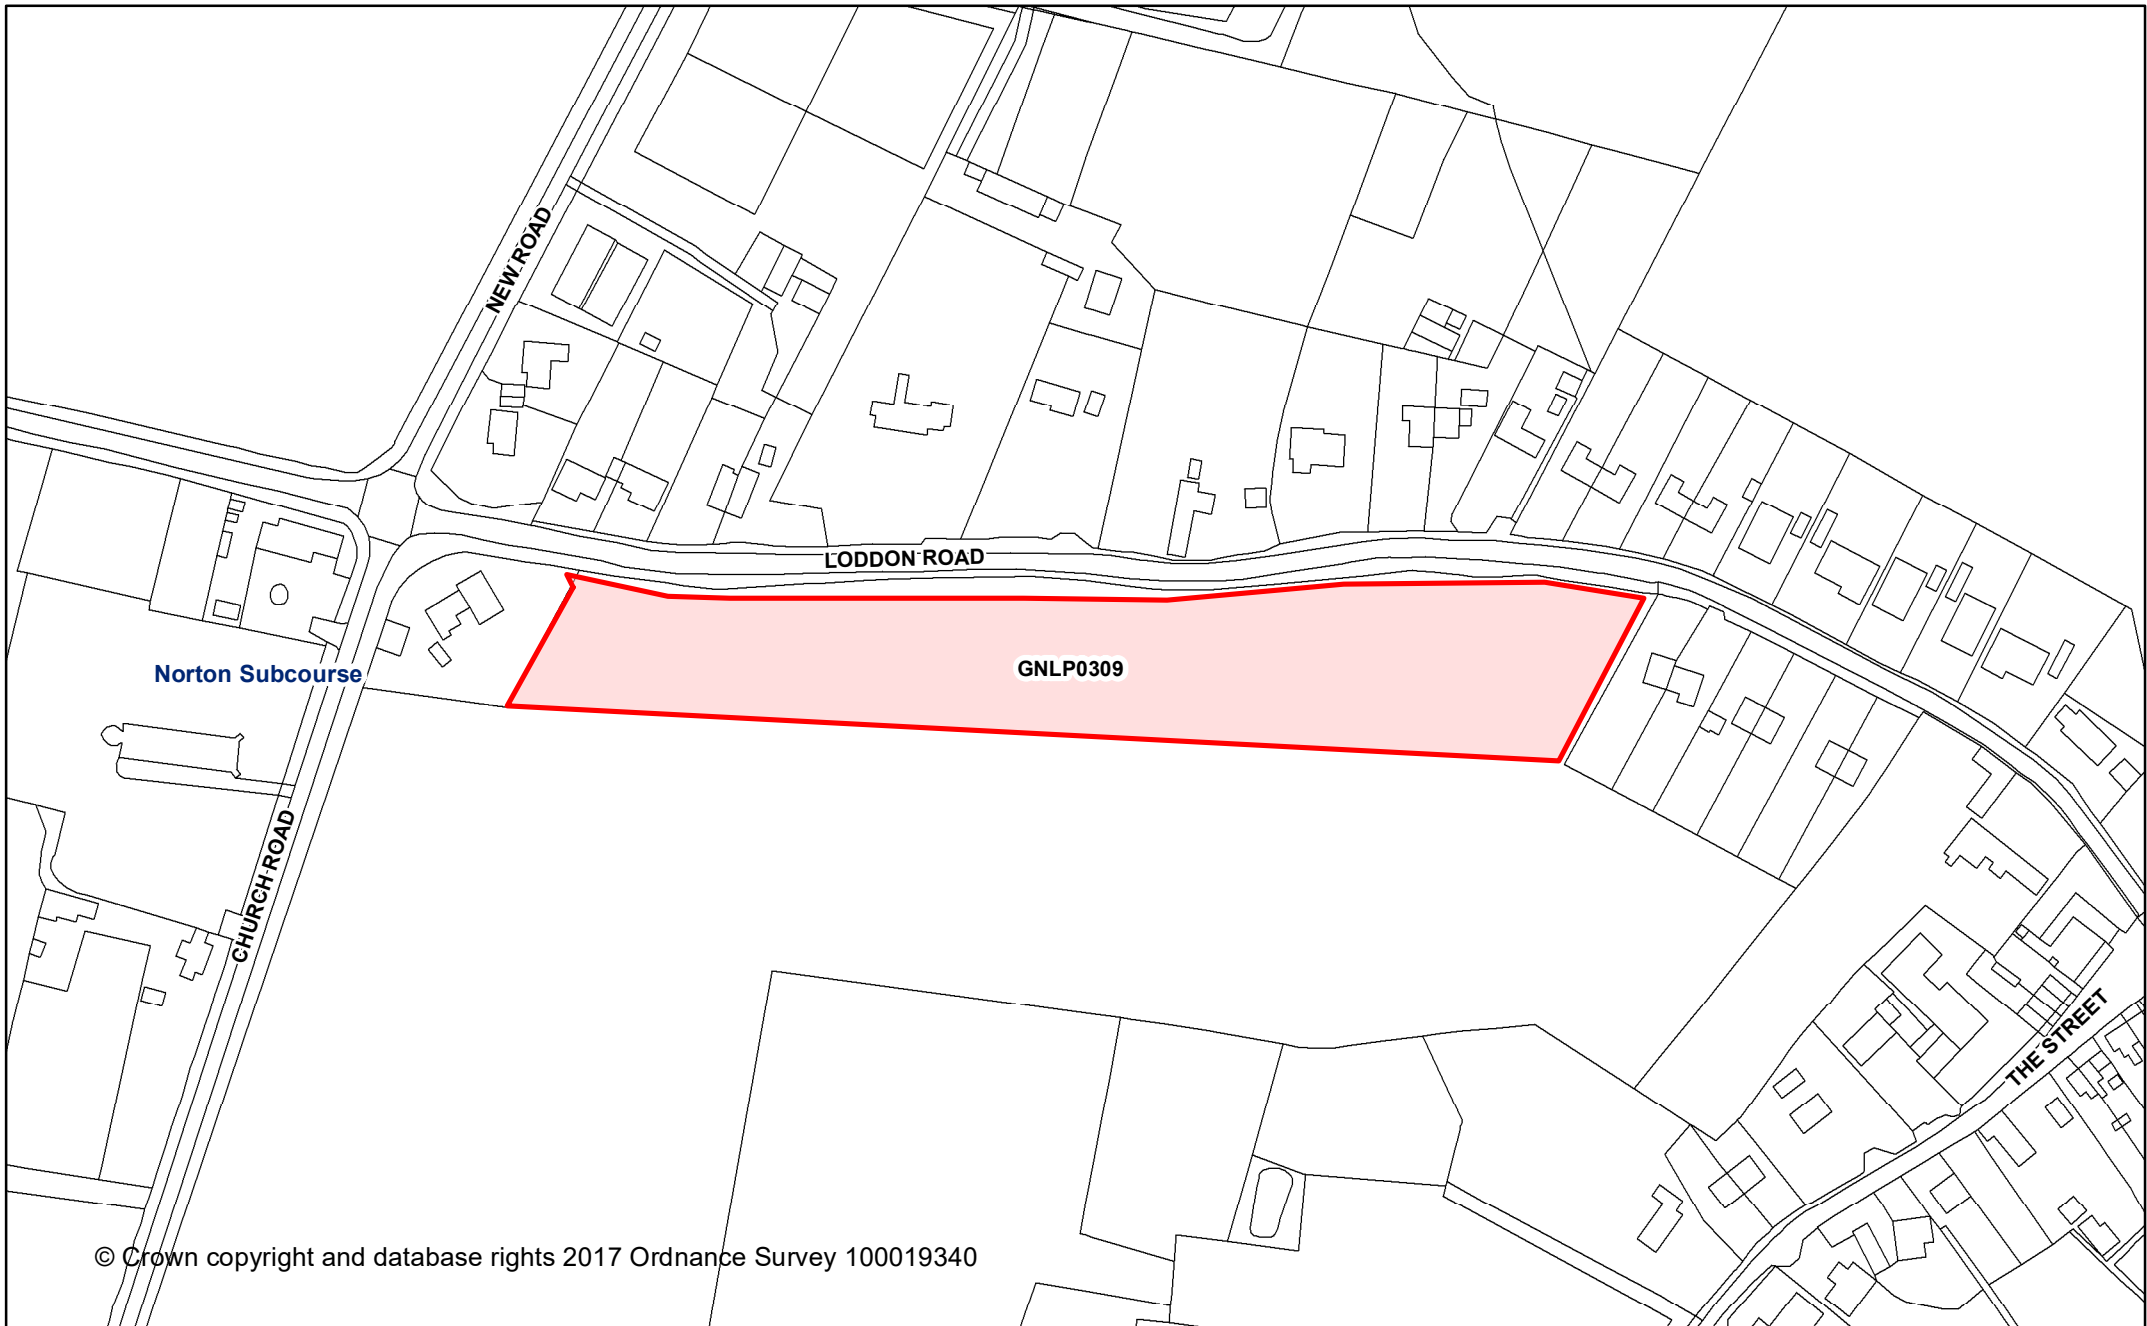 NEW ROAD
LODDON ROAD
GNLP0309
Norton Subcourse
CHURCH ROAD
THE STREET
© Crown copyright and database rights 2017 Ordnance Survey 100019340